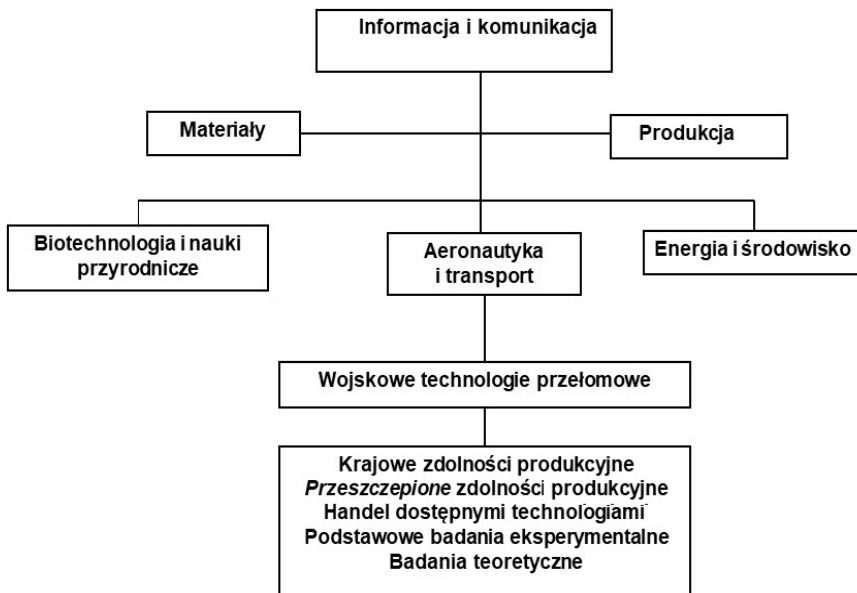 Informacja i komunikacja
Materiały
Produkcja
Biotechnologia i nauki
przyrodnicze
Aeronautyka
i transport
Energia i środowisko
Wojskowe technologie przełomowe
Krajowe zdolności produkcyjne
Przeszczepione zdolności produkcyjne
Handel dostępnymi technologiami
Podstawowe badania eksperymentalne
Badania teoretyczne